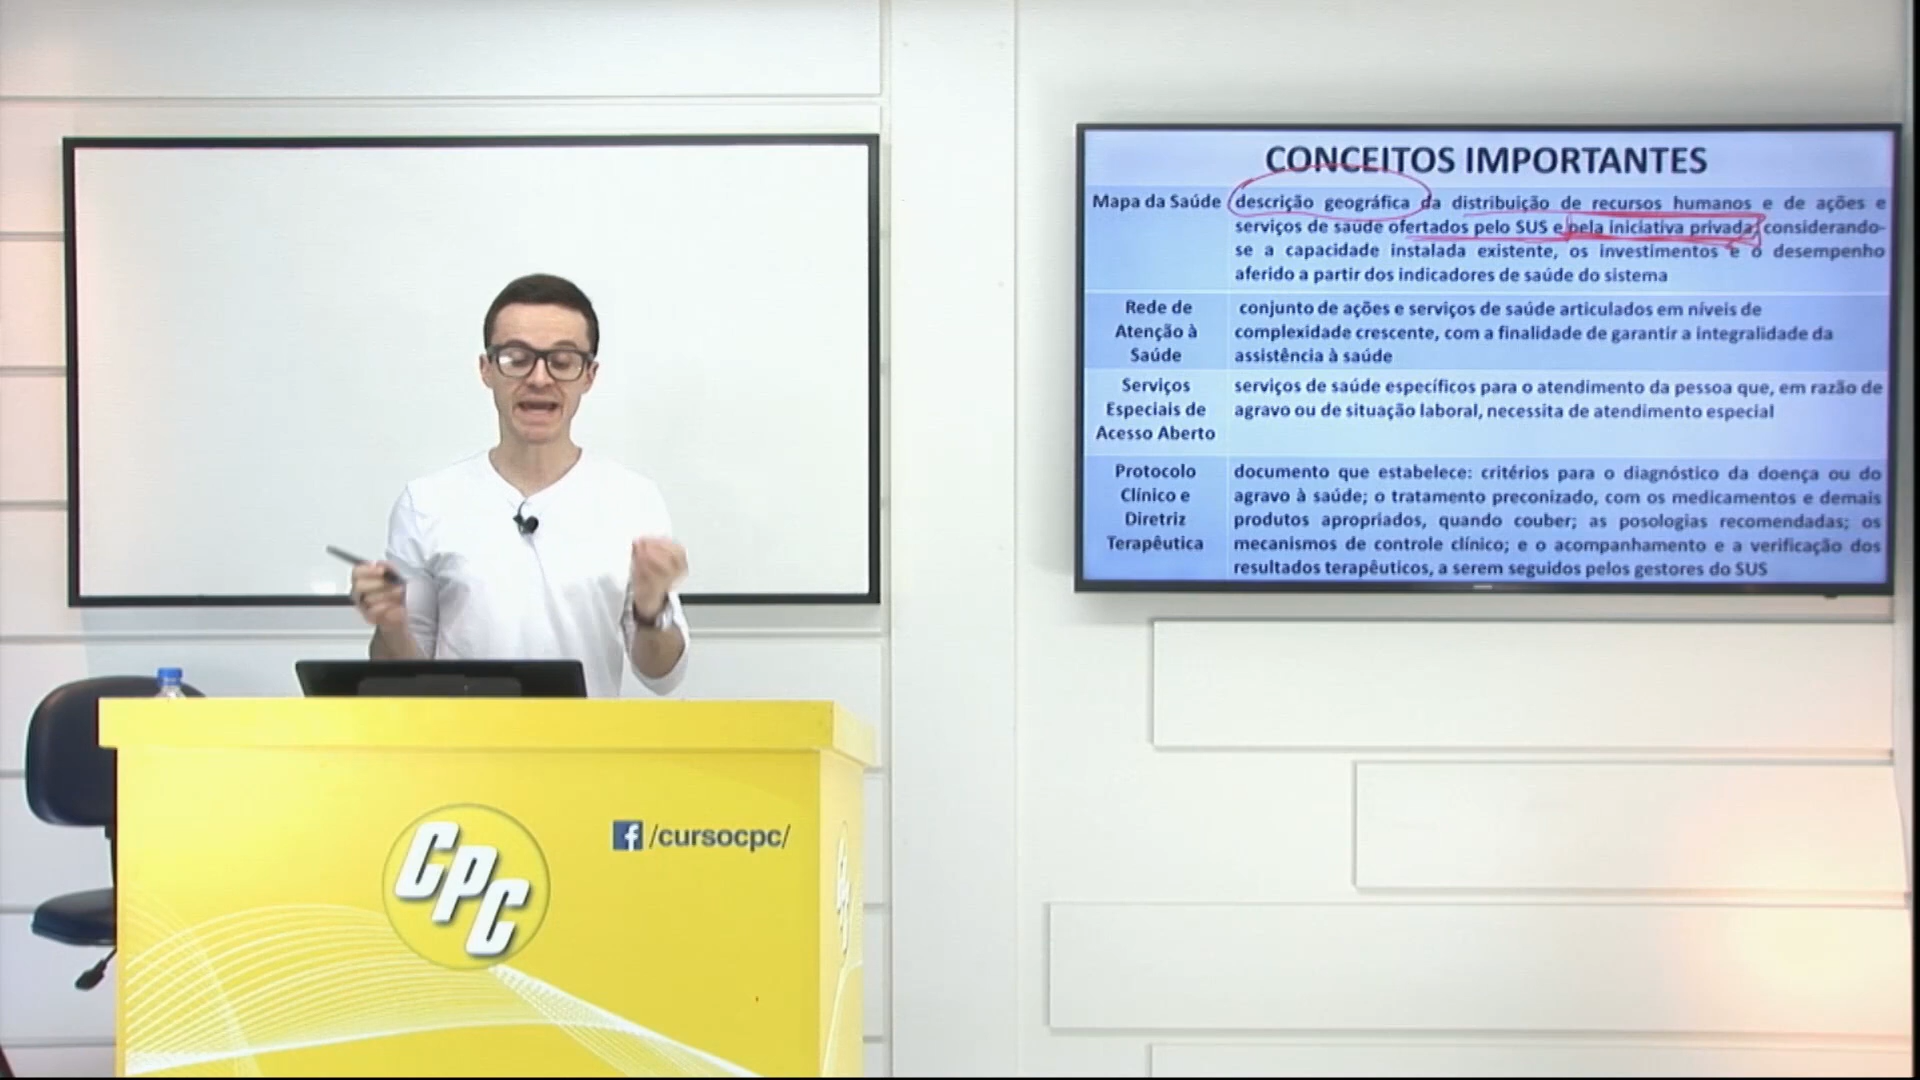 CONCEITOS IMPORTANTES
Mapa da Saúde
descrição geográfica da distribuição de recursos humanos e de ações e
serviços de saúde ofertados pelo SUS e pela iniciativa privada, considerando-
se a capacidade instalada existente, os investimentos e o desempenho
aferido a partir dos indicadores de saúde do sistema
Rede de
Atenção à
Saúde
conjunto de ações e serviços de saúde articulados em níveis de
complexidade crescente, com a finalidade de garantir a integralidade da
assistência à saúde
Serviços
Especiais de
Acesso Aberto
serviços de saúde específicos para o atendimento da pessoa que, em razão de
agravo ou de situação laboral, necessita de atendimento especial
Protocolo
Clínico e
Diretriz
Terapêutica
documento que estabelece: critérios para o diagnóstico da doença ou do
agravo à saúde; o tratamento preconizado, com os medicamentos e demais
produtos apropriados, quando couber; as posologias recomendadas; os
mecanismos de controle clínico; e o acompanhamento e a verificação dos
resultados terapêuticos, a serem seguidos pelos gestores do SUS
CPC
f /cursocpc/
CPC